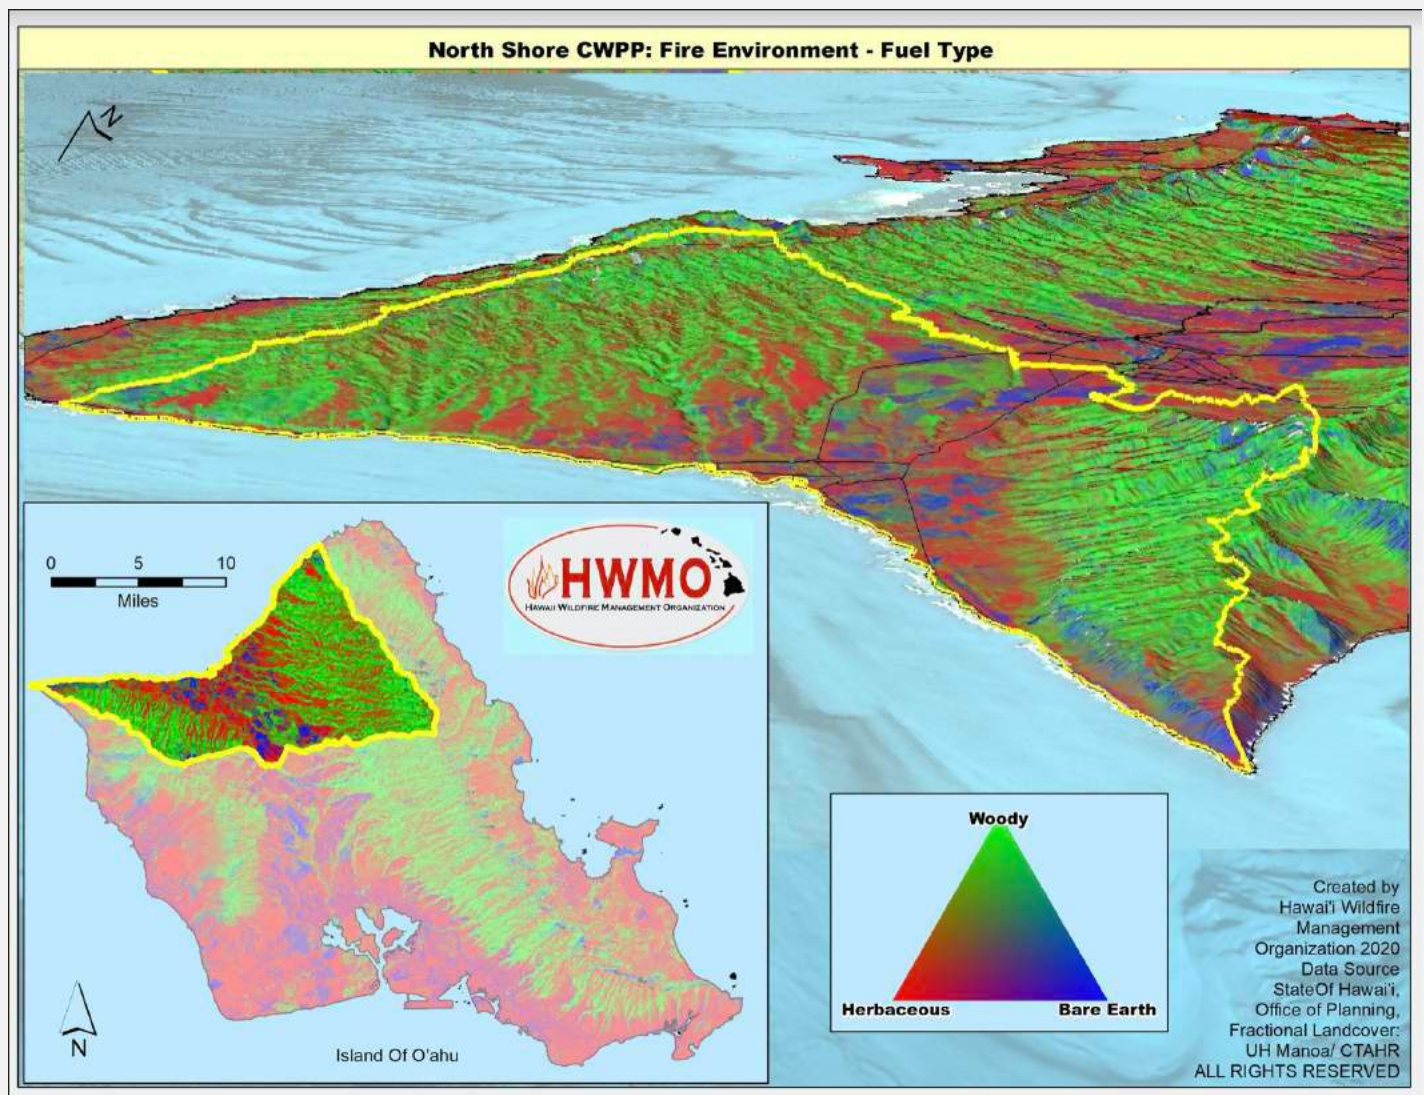 North Shore CWPP: Fire Environment - Fuel Type
N
0 5 10
Miles
HWMO
HAWAII WILDFIRE MANAGEMENT ORGANIZATION
N
Island Of O'ahu
Woody
Herbaceous Bare Earth
Created by
Hawai'i Wildfire
Management
Organization 2020
Data Source
StateOf Hawai'i,
Office of Planning,
Fractional Landcover:
UH Manoa/ CTAHR
ALL RIGHTS RESERVED